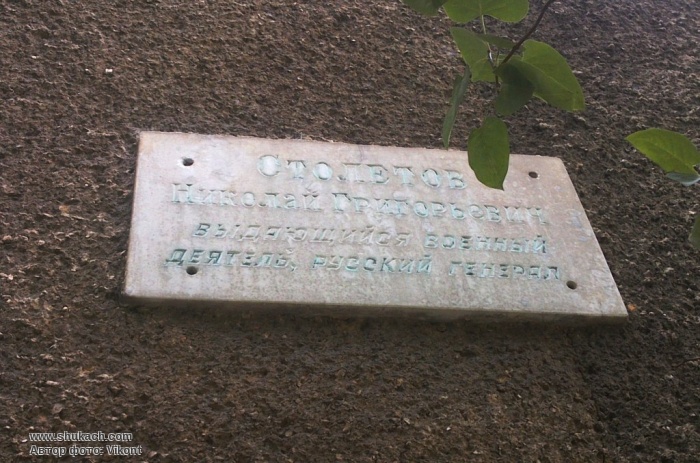 Столетов
Николай Григорьевич
выдающийся военный
деятель, русский генерал
www.shukach.com
Автор фото: Vikont